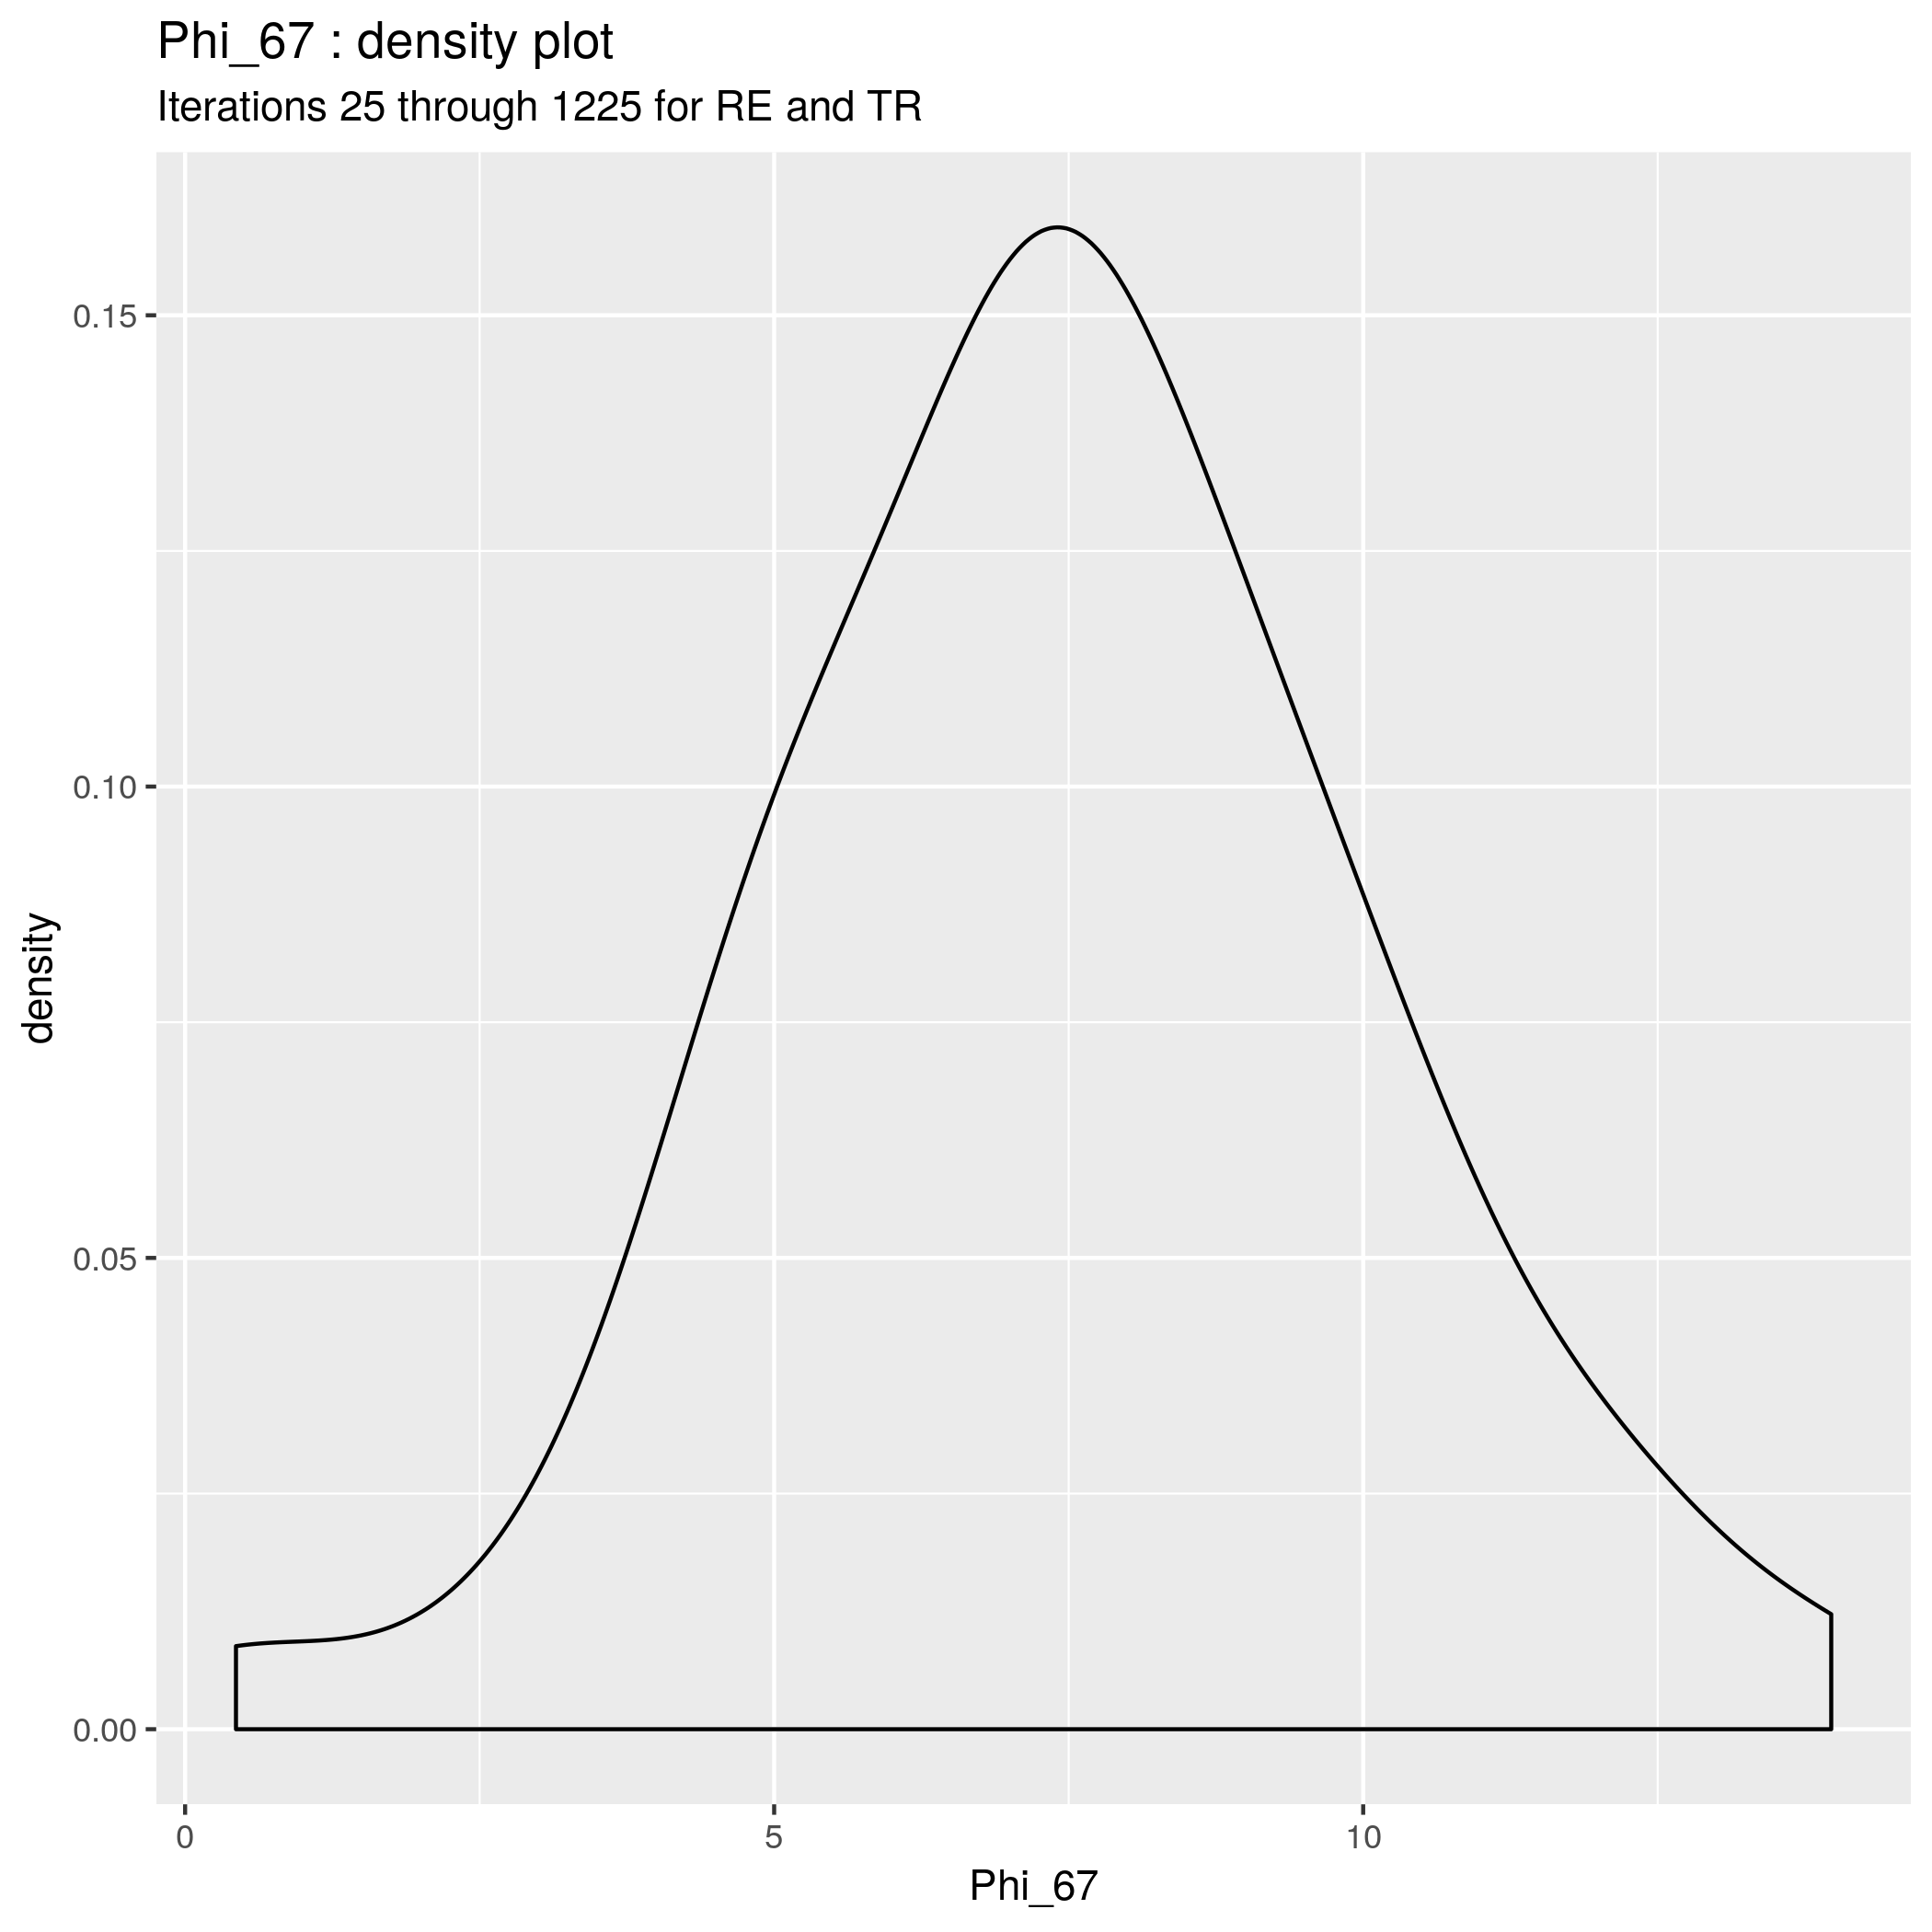 Phi_67 : density plot
Iterations 25 through 1225 for RE and TR
0.15
0.10
0.05
0.00
density
0 5 10
Phi_67